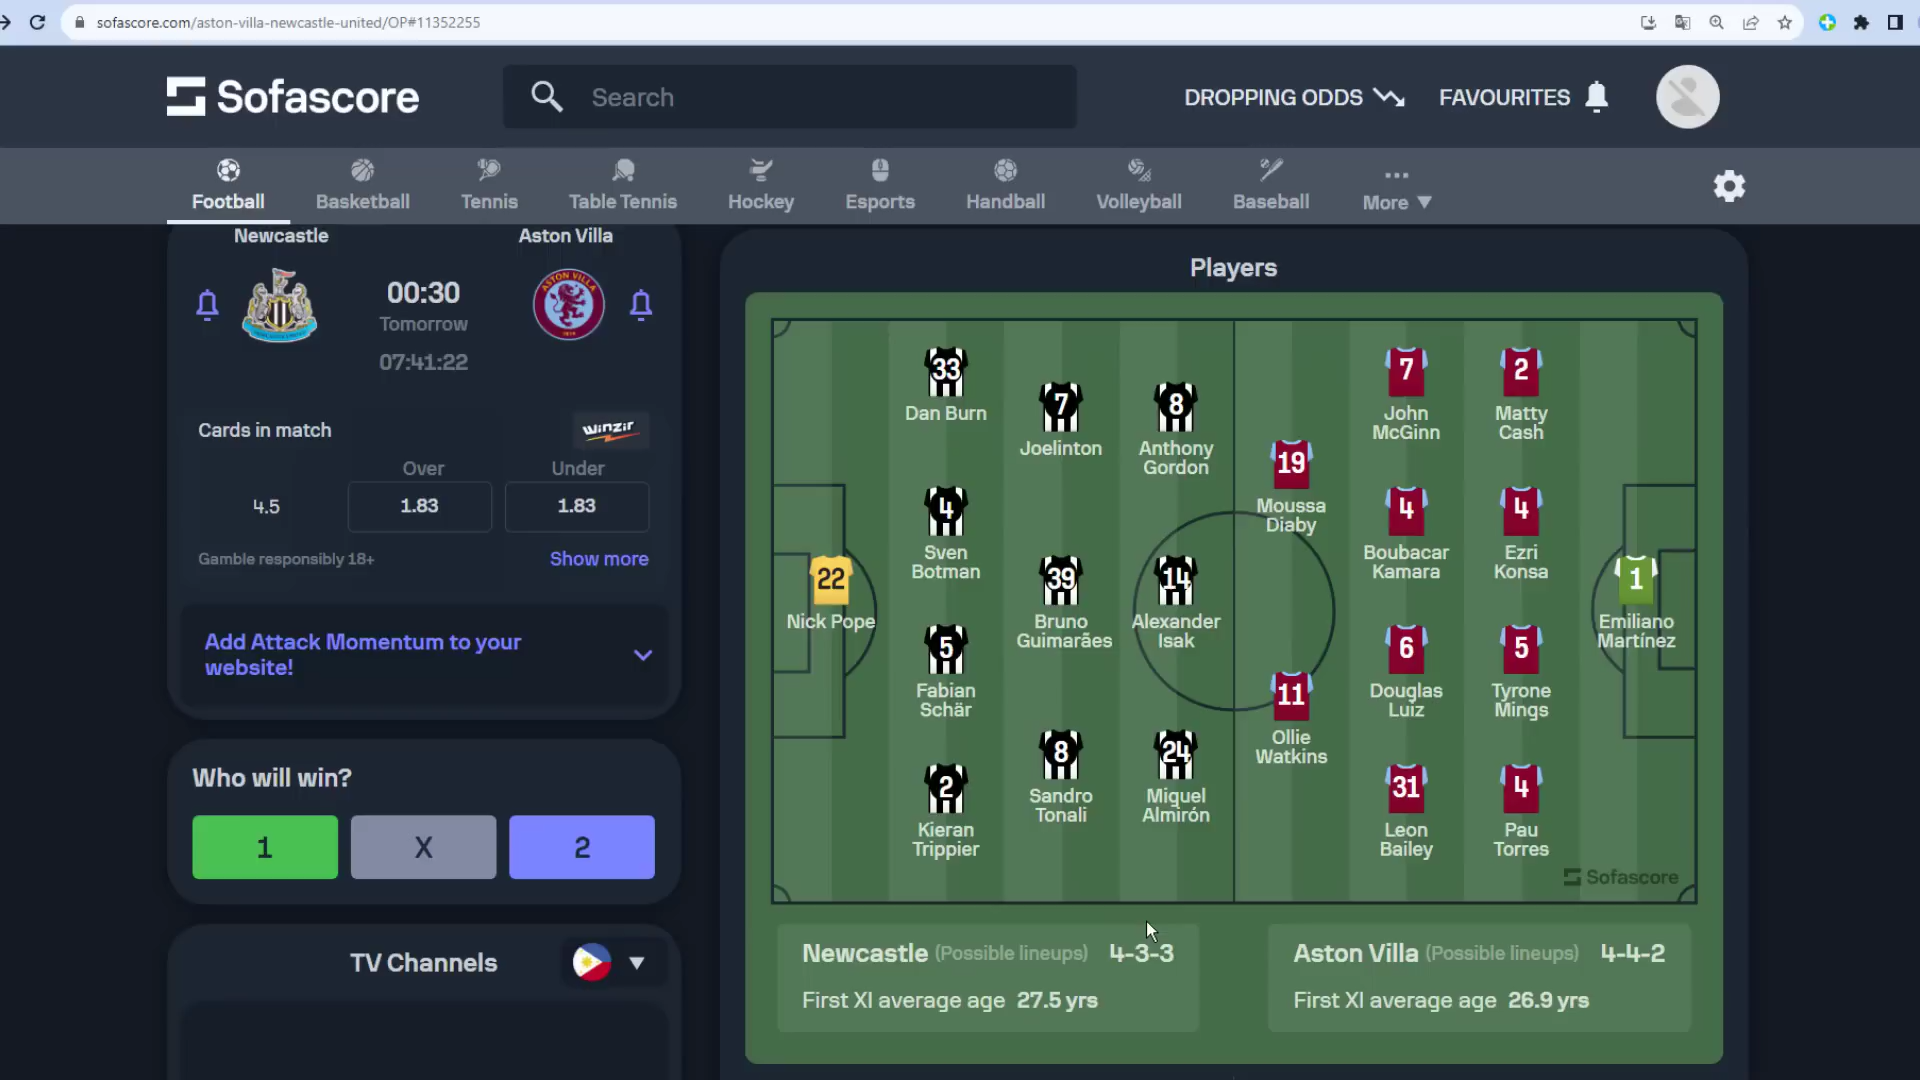 sofascore.com/aston-villa-newcastle-united/OP#11352255
Sofascore
Search
DROPPING ODDS
FAVOURITES
Football
Basketball
Tennis
Table Tennis
Hockey
Esports
Handball
Volleyball
Baseball
More
Newcastle
Aston Villa
ASTON VILLA
00:30
Tomorrow
07:41:22
Cards in match
winzir
Over
Under
4.5
1.83
1.83
Gamble responsibly 18+
Show more
Add Attack Momentum to your
website!
Who will win?
1
X
2
TV Channels
Players
22
Nick Pope
33
Dan Burn
4
Sven
Botman
5
Fabian
Schär
2
Kieran
Trippier
7
Joelinton
39
Bruno
Guimarães
8
Sandro
Tonali
8
Anthony
Gordon
14
Alexander
Isak
24
Miguel
Almirón
19
Moussa
Diaby
11
Ollie
Watkins
7
John
McGinn
4
Boubacar
Kamara
6
Douglas
Luiz
31
Leon
Bailey
2
Matty
Cash
4
Ezri
Konsa
5
Tyrone
Mings
4
Pau
Torres
1
Emiliano
Martínez
Sofascore
Newcastle (Possible lineups) 4-3-3
First XI average age 27.5 yrs
Aston Villa (Possible lineups) 4-4-2
First XI average age 26.9 yrs